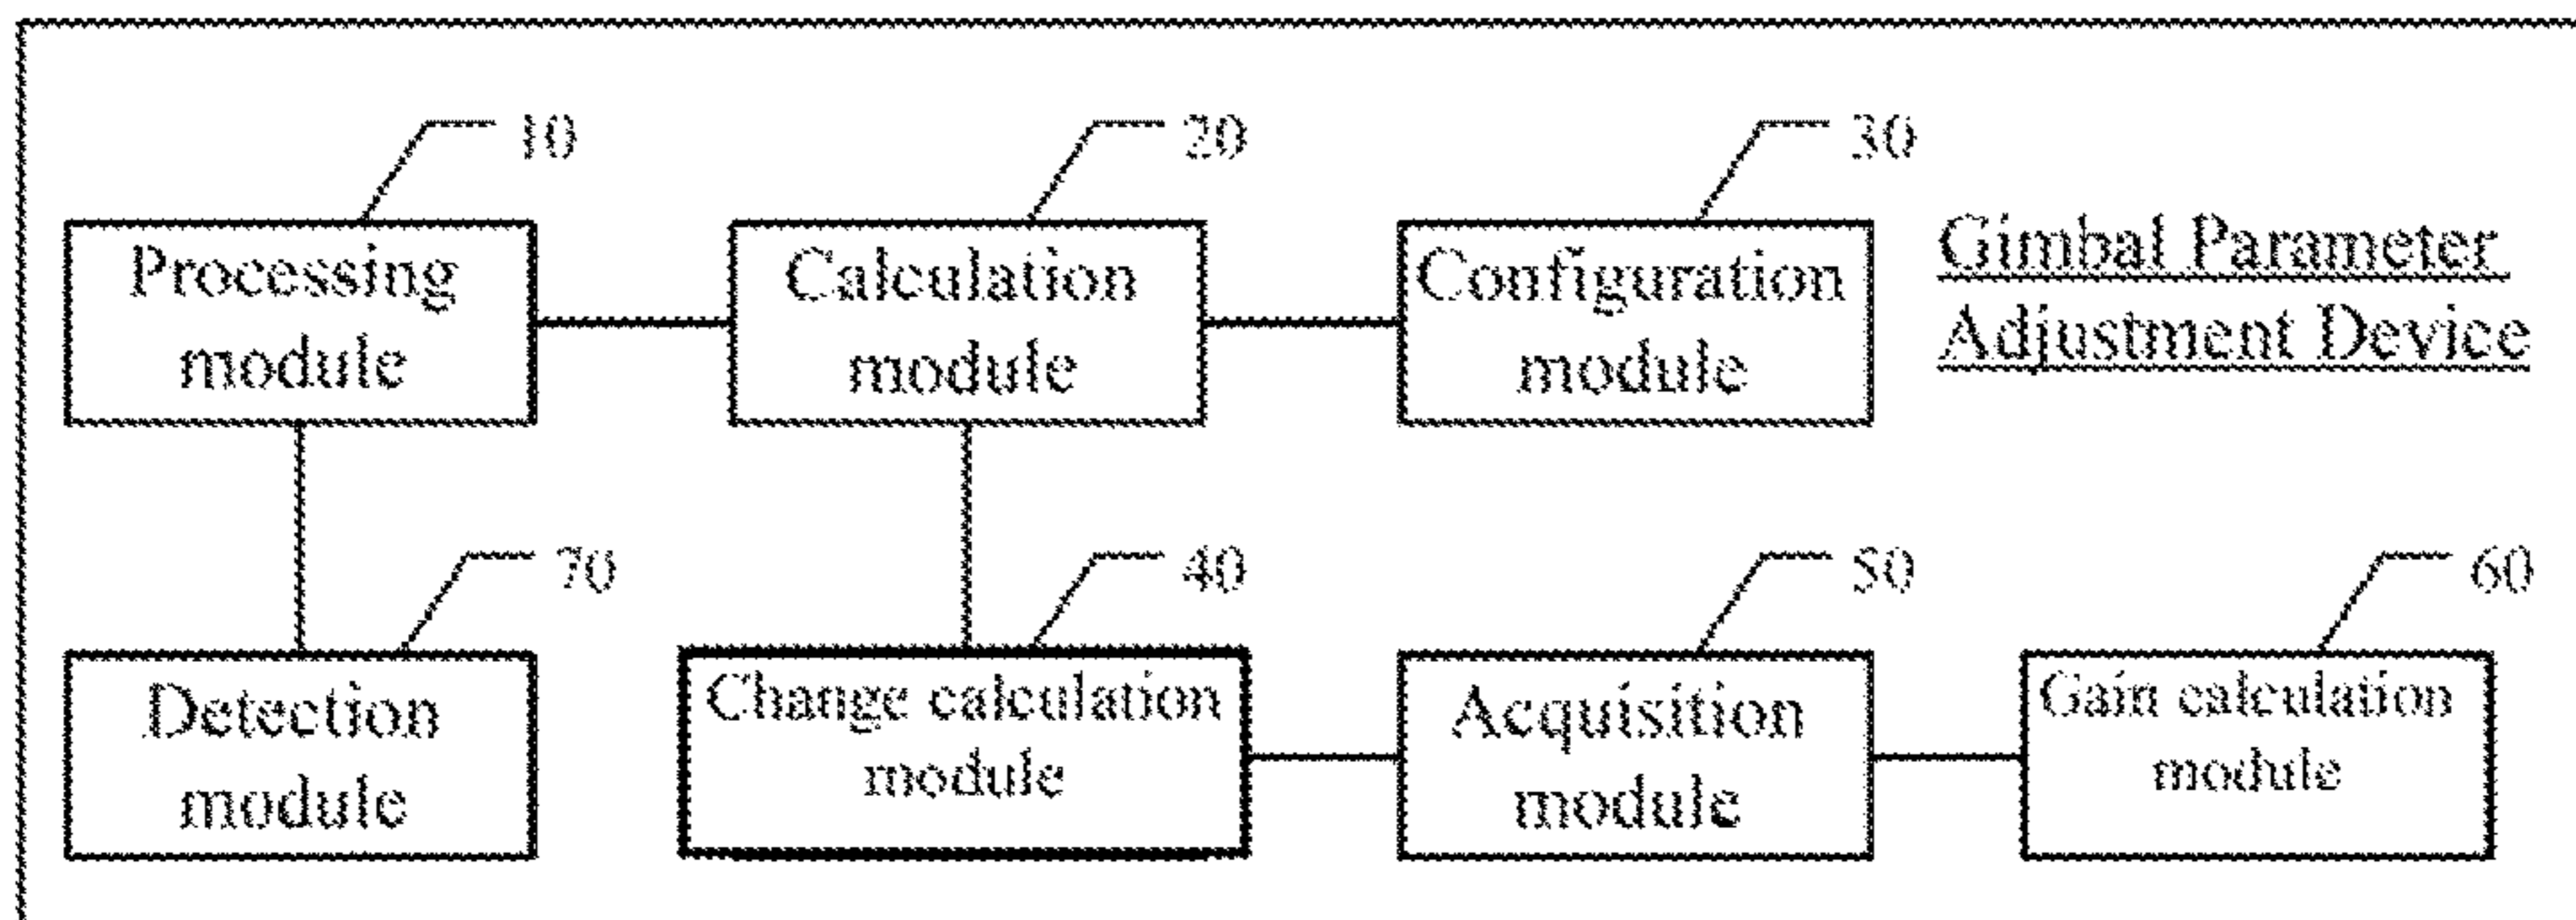 10
20
30
Processing
module
Calculation
module
Configuration
module
Gimbal Parameter
Adjustment Device
70
40
50
60
Detection
module
Change calculation
module
Acquisition
module
Gain calculation
module